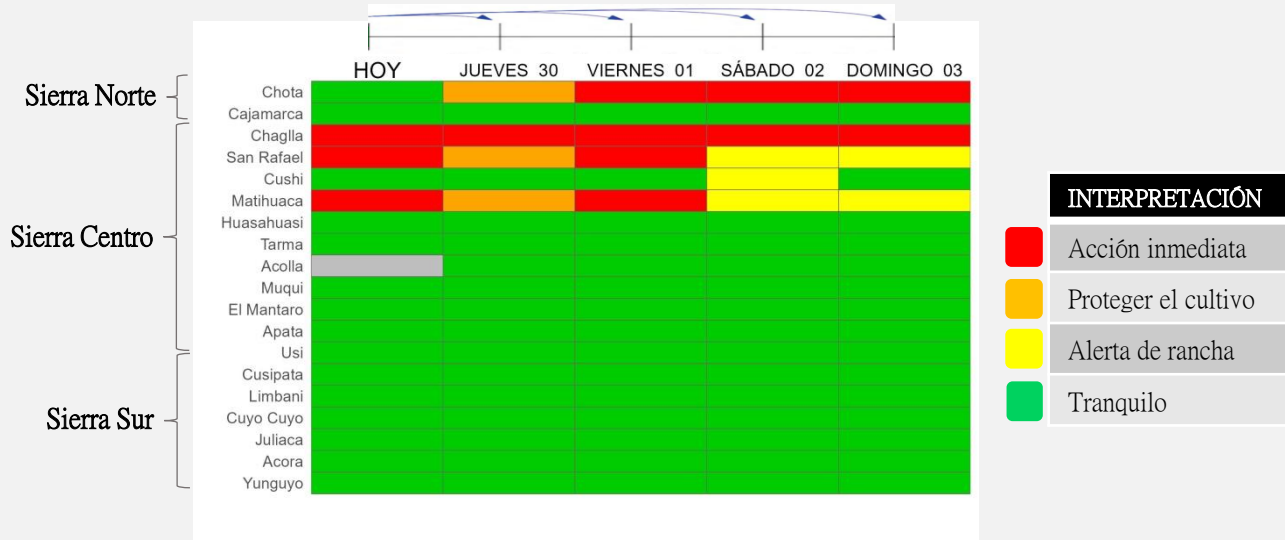 HOY JUEVES 30 VIERNES 01 SÁBADO 02 DOMINGO 03
Sierra Norte
Chota
Cajamarca
Sierra Centro
Chaglla
San Rafael
Cushi
Matihuaca
Huasahuasi
Tarma
Acolla
Muqui
El Mantaro
Apata
Sierra Sur
Usi
Cusipata
Limbani
Cuyo Cuyo
Juliaca
Acora
Yunguyo
INTERPRETACIÓN
Acción inmediata
Proteger el cultivo
Alerta de rancha
Tranquilo